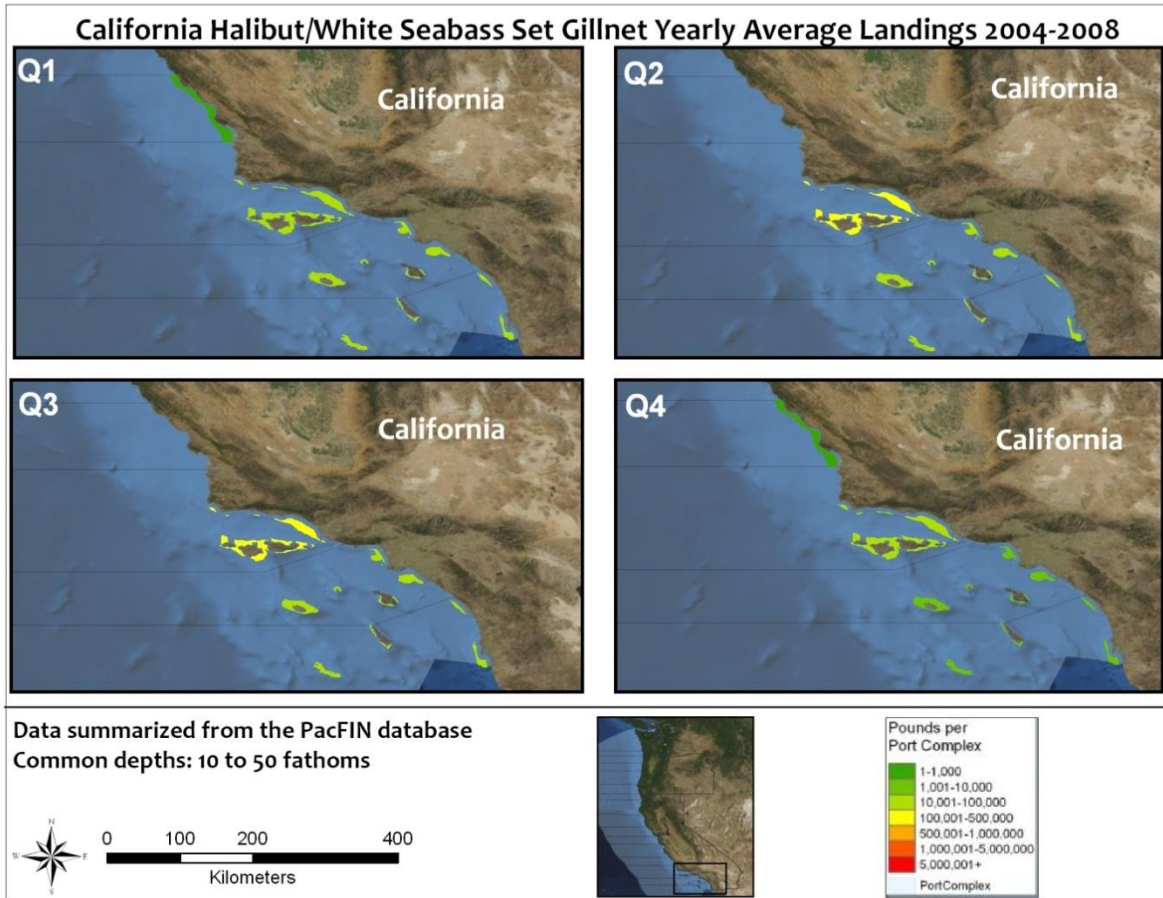 California Halibut/White Seabass Set Gillnet Yearly Average Landings 2004-2008
Q1
California
Q2
California
Q3
California
Q4
California
Data summarized from the PacFIN database
Common depths: 10 to 50 fathoms
N
W
E
S
0
100
200
400
Kilometers
Pounds per
Port Complex
1-1,000
1,001-10,000
10,001-100,000
100,001-500,000
500,001-1,000,000
1,000,001-5,000,000
5,000,001+
PortComplex